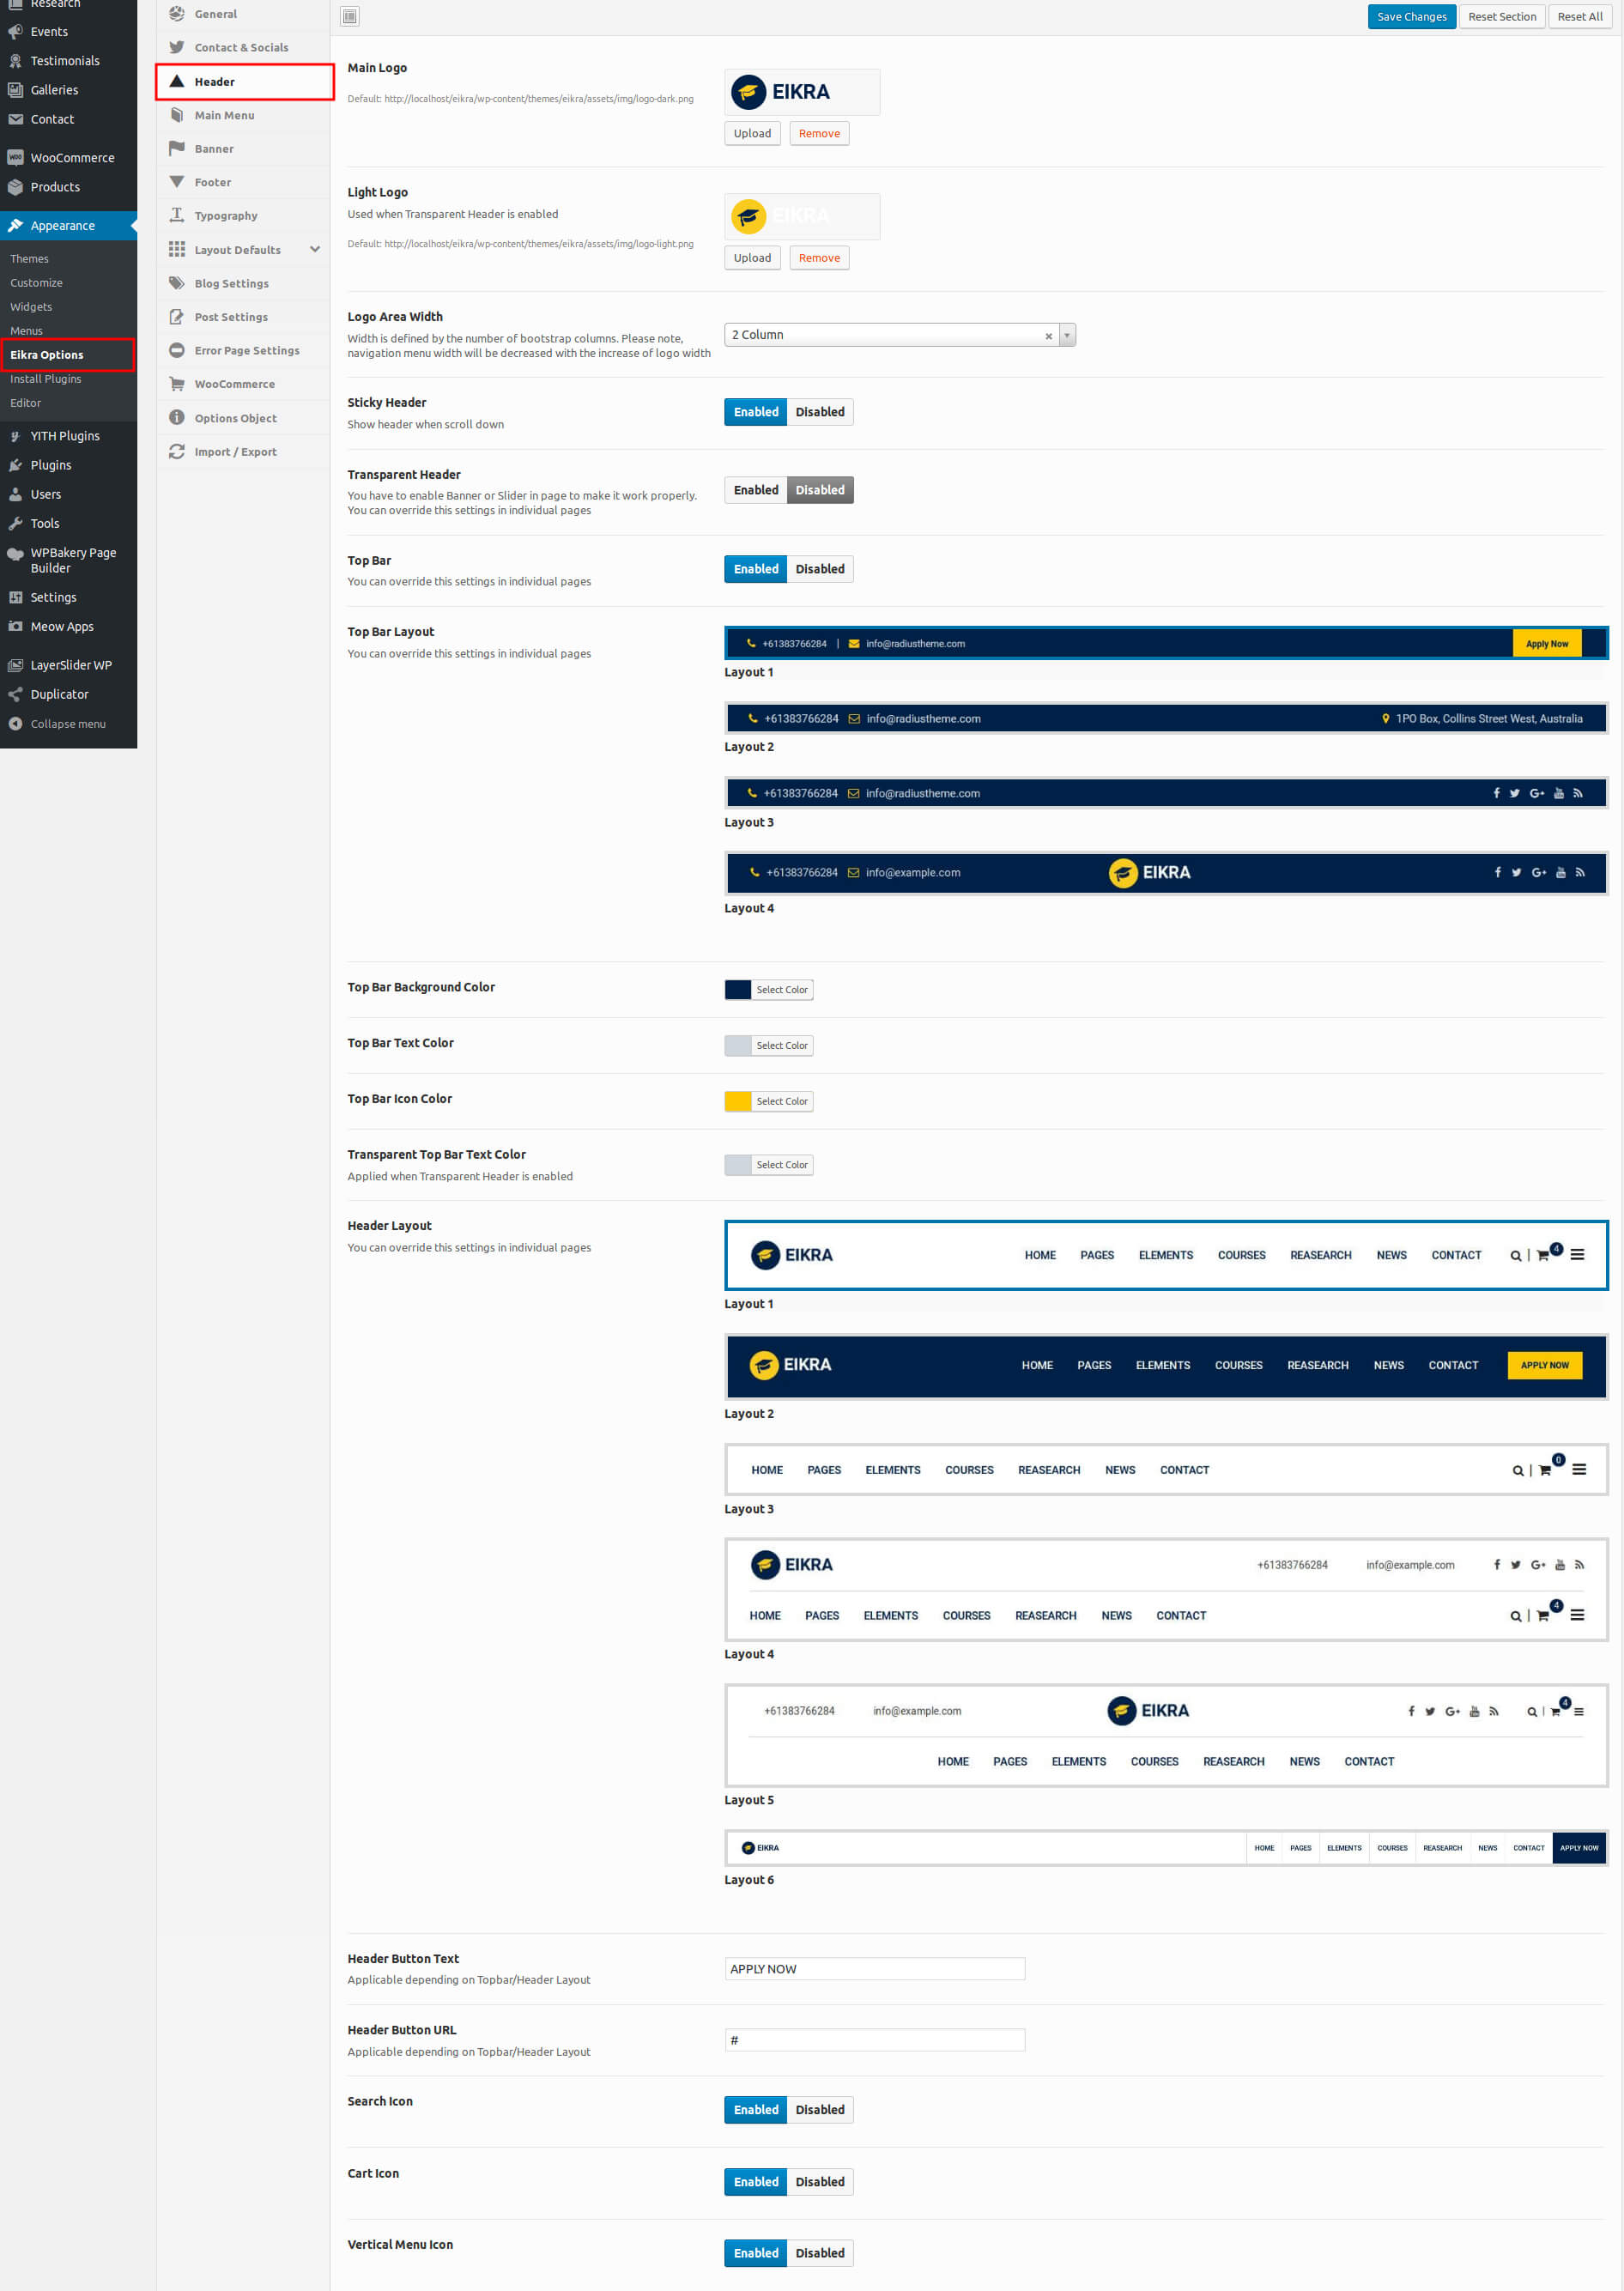 Research
Events
Testimonials
Galleries
Contact
WooCommerce
Products
Appearance
Themes
Customize
Widgets
Menus
Eikra Options
Install Plugins
Editor
YITH Plugins
Plugins
Users
Tools
WPBakery Page
Builder
Settings
Meow Apps
LayerSlider WP
Duplicator
Collapse menu
General
Contact & Socials
Header
Main Menu
Banner
Footer
Typography
Layout Defaults
Blog Settings
Post Settings
Error Page Settings
WooCommerce
Options Object
Import / Export
Save Changes Reset Section Reset All
Main Logo
Default: http://localhost/eikra/wp-content/themes/eikra/assets/img/logo-dark.png
EIKRA
Upload Remove
Light Logo
Used when Transparent Header is enabled
Default: http://localhost/eikra/wp-content/themes/eikra/assets/img/logo-light.png
EIKRA
Upload Remove
Logo Area Width
Width is defined by the number of bootstrap columns. Please note,
navigation menu width will be decreased with the increase of logo width
2 Column
Sticky Header
Show header when scroll down
Enabled Disabled
Transparent Header
You have to enable Banner or Slider in page to make it work properly.
You can override this settings in individual pages
Enabled Disabled
Top Bar
You can override this settings in individual pages
Enabled Disabled
Top Bar Layout
You can override this settings in individual pages
+61383766284 | info@radiustheme.com Apply Now
Layout 1
+61383766284 info@radiustheme.com 1PO Box, Collins Street West, Australia
Layout 2
+61383766284 info@radiustheme.com
Layout 3
+61383766284 info@example.com EIKRA
Layout 4
Top Bar Background Color
Select Color
Top Bar Text Color
Select Color
Top Bar Icon Color
Select Color
Transparent Top Bar Text Color
Applied when Transparent Header is enabled
Select Color
Header Layout
You can override this settings in individual pages
EIKRA HOME PAGES ELEMENTS COURSES REASEARCH NEWS CONTACT | 4
Layout 1
EIKRA HOME PAGES ELEMENTS COURSES REASEARCH NEWS CONTACT APPLY NOW
Layout 2
HOME PAGES ELEMENTS COURSES REASEARCH NEWS CONTACT | 0
Layout 3
EIKRA +61383766284 info@example.com
HOME PAGES ELEMENTS COURSES REASEARCH NEWS CONTACT | 4
Layout 4
+61383766284 info@example.com EIKRA | 4
HOME PAGES ELEMENTS COURSES REASEARCH NEWS CONTACT
Layout 5
EIKRA HOME PAGES ELEMENTS COURSES REASEARCH NEWS CONTACT APPLY NOW
Layout 6
Header Button Text
Applicable depending on Topbar/Header Layout
APPLY NOW
Header Button URL
Applicable depending on Topbar/Header Layout
#
Search Icon
Enabled Disabled
Cart Icon
Enabled Disabled
Vertical Menu Icon
Enabled Disabled